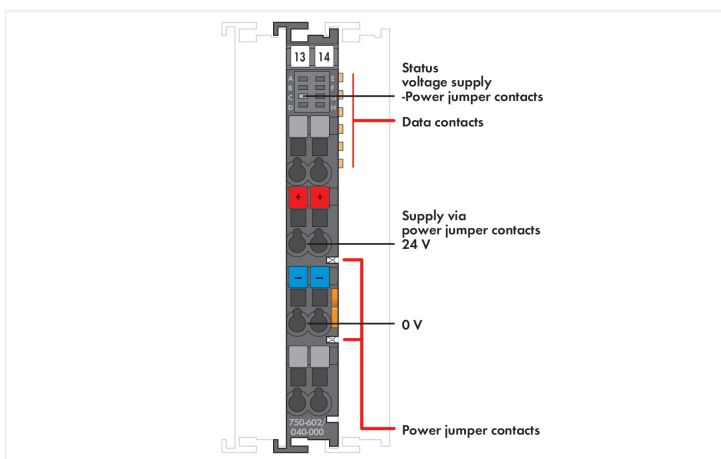 13 14
Status
voltage supply
-Power jumper contacts
A E
B F
C G
D H
Data contacts
+ +
Supply via
power jumper contacts
24 V
– –
0 V
750-602/
040-000
Power jumper contacts